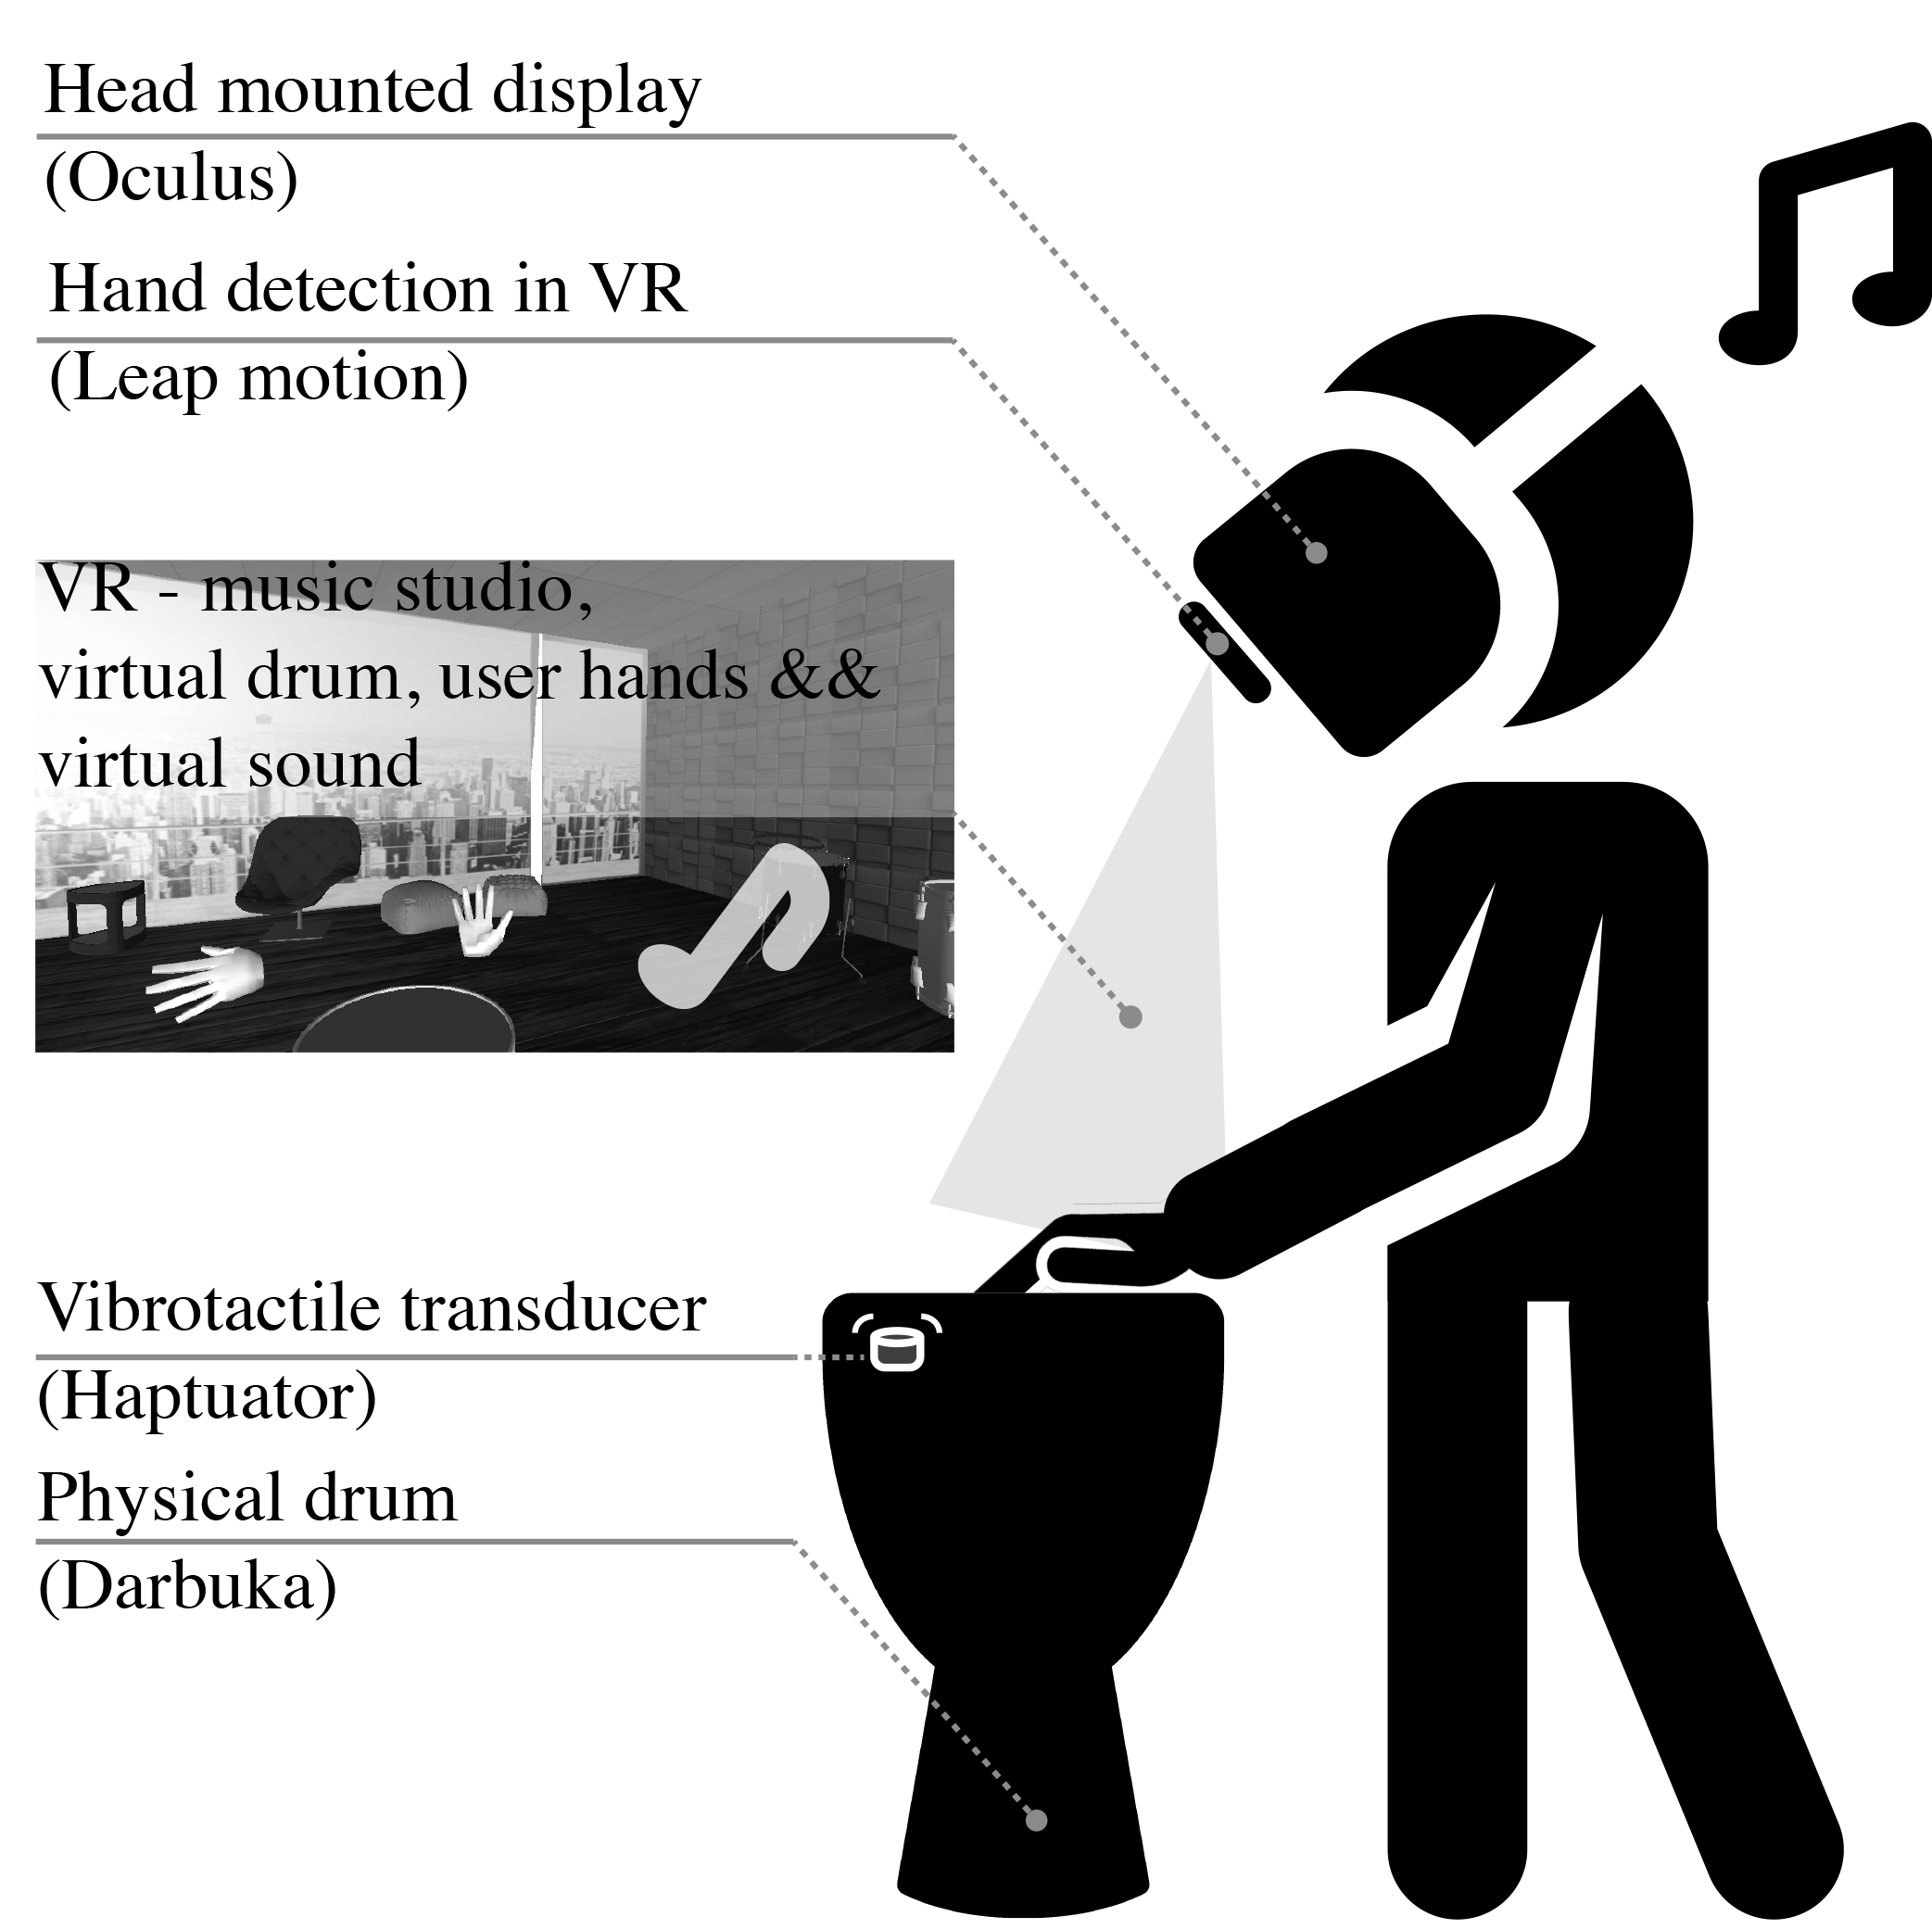 Head mounted display
(Oculus)
Hand detection in VR
(Leap motion)
VR - music studio,
virtual drum, user hands &&
virtual sound
Vibrotactile transducer
(Haptuator)
Physical drum
(Darbuka)